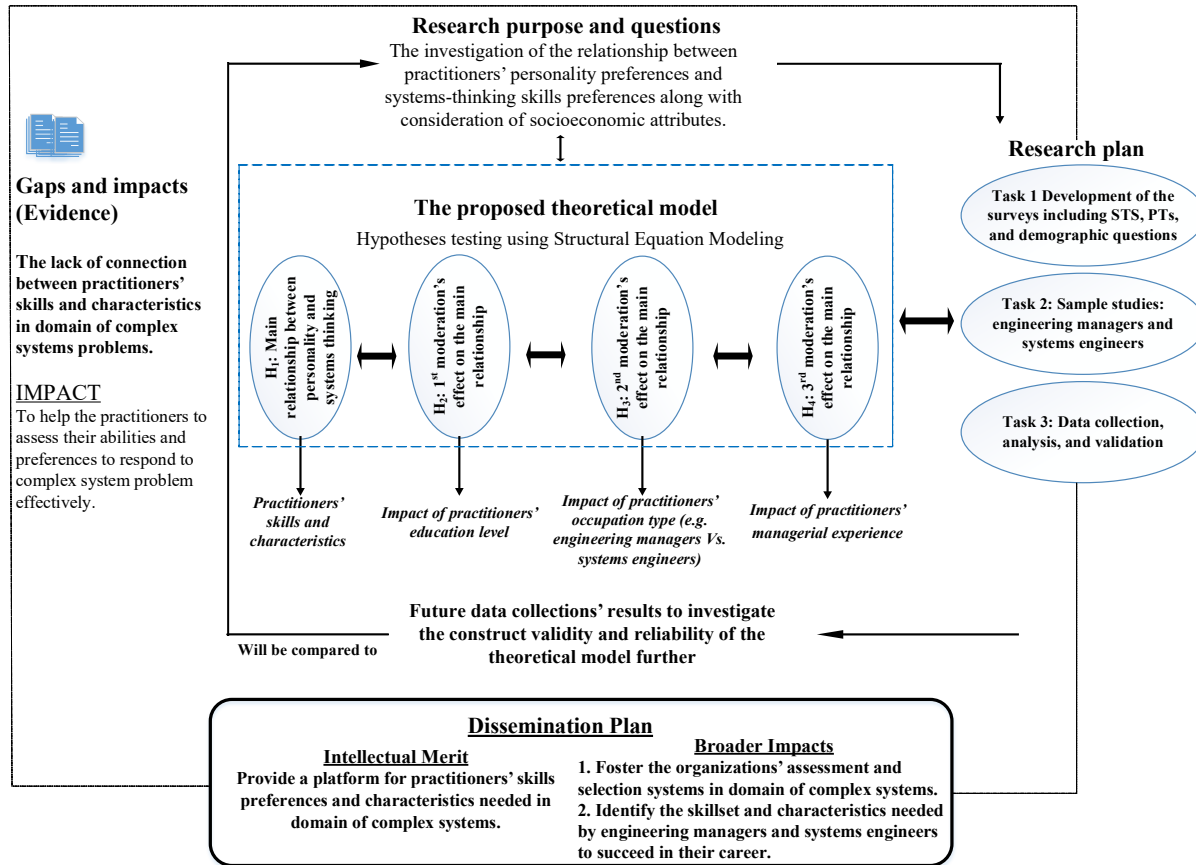 Research purpose and questions
The investigation of the relationship between
practitioners' personality preferences and
systems-thinking skills preferences along with
consideration of socioeconomic attributes.
Gaps and impacts
(Evidence)
The lack of connection
between practitioners'
skills and characteristics
in domain of complex
systems problems.
IMPACT
To help the practitioners to
assess their abilities and
preferences to respond to
complex system problem
effectively.
The proposed theoretical model
Hypotheses testing using Structural Equation Modeling
H1: Main
relationship between
personality and
systems thinking
H2: 1st moderation's
effect on the main
relationship
H3: 2nd moderation's
effect on the main
relationship
H4: 3rd moderation's
effect on the main
relationship
Practitioners'
skills and
characteristics
Impact of practitioners'
education level
Impact of practitioners'
occupation type (e.g.
engineering managers Vs.
systems engineers)
Impact of practitioners'
managerial experience
Research plan
Task 1 Development of the
surveys including STS, PTs,
and demographic questions
Task 2: Sample studies:
engineering managers and
systems engineers
Task 3: Data collection,
analysis, and validation
Future data collections' results to investigate
the construct validity and reliability of the
theoretical model further
Will be compared to
Dissemination Plan
Intellectual Merit
Provide a platform for practitioners' skills
preferences and characteristics needed in
domain of complex systems.
Broader Impacts
1. Foster the organizations' assessment and
selection systems in domain of complex systems.
2. Identify the skillset and characteristics needed
by engineering managers and systems engineers
to succeed in their career.